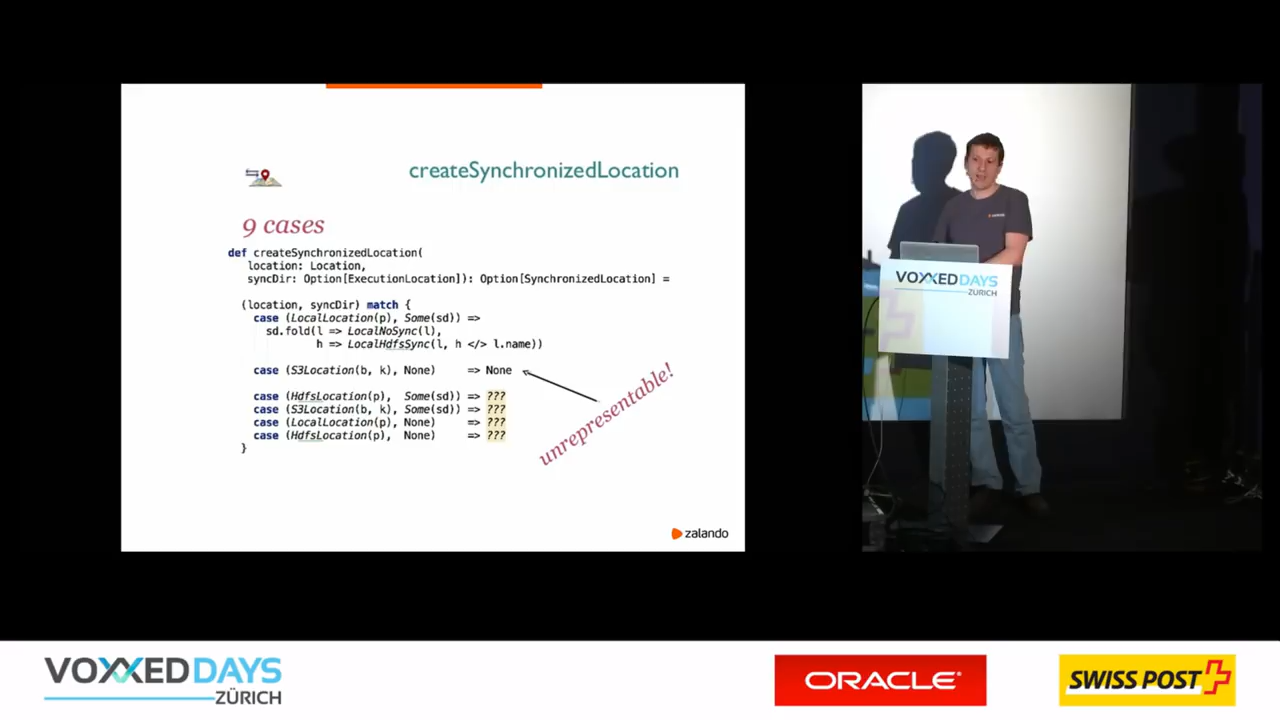 createSynchronizedLocation
9 cases
def createSynchronizedLocation(
location: Location,
syncDir: Option[ExecutionLocation]): Option[SynchronizedLocation] =
(location, syncDir) match {
case (LocalLocation(p), Some(sd)) =>
sd.fold(l => LocalNoSync(l),
h => LocalHdfsSync(l, h </> l.name))
case (S3Location(b, k), None) => None
case (HdfsLocation(p), Some(sd)) => ???
case (S3Location(b, k), Some(sd)) => ???
case (LocalLocation(p), None) => ???
case (HdfsLocation(p), None) => ???
}
unrepresentable!
zalando
VOXXED DAYS
ZÜRICH
VOXXED DAYS
ZÜRICH
ORACLE®
SWISS POST